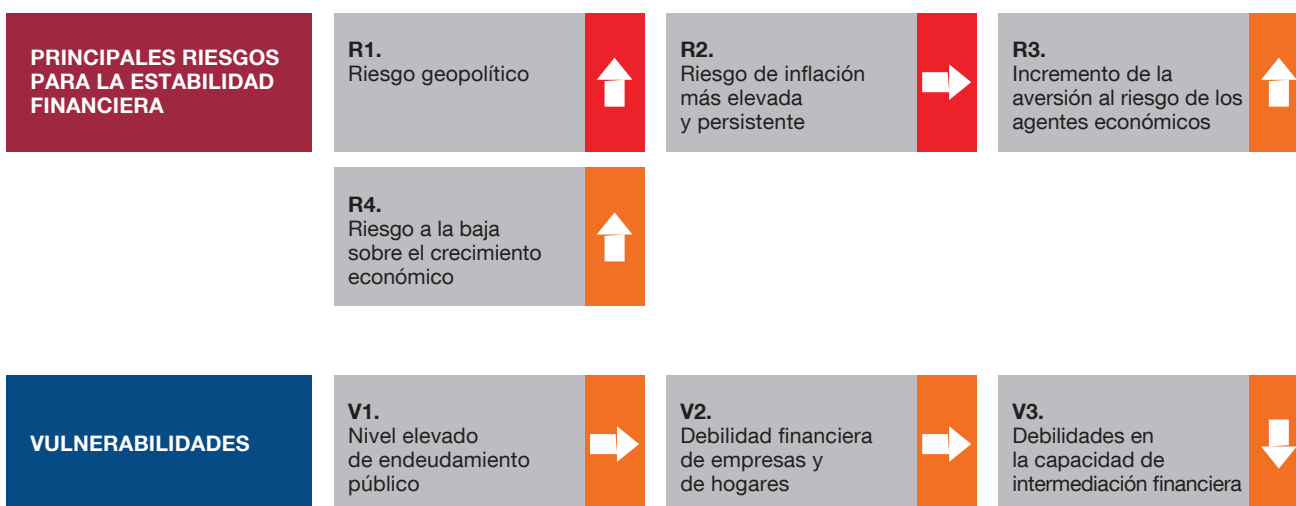 PRINCIPALES RIESGOS
PARA LA ESTABILIDAD
FINANCIERA
R1.
Riesgo geopolítico
R2.
Riesgo de inflación
más elevada
y persistente
R3.
Incremento de la
aversión al riesgo de los
agentes económicos
R4.
Riesgo a la baja
sobre el crecimiento
económico
VULNERABILIDADES
V1.
Nivel elevado
de endeudamiento
público
V2.
Debilidad financiera
de empresas y
de hogares
V3.
Debilidades en
la capacidad de
intermediación financiera